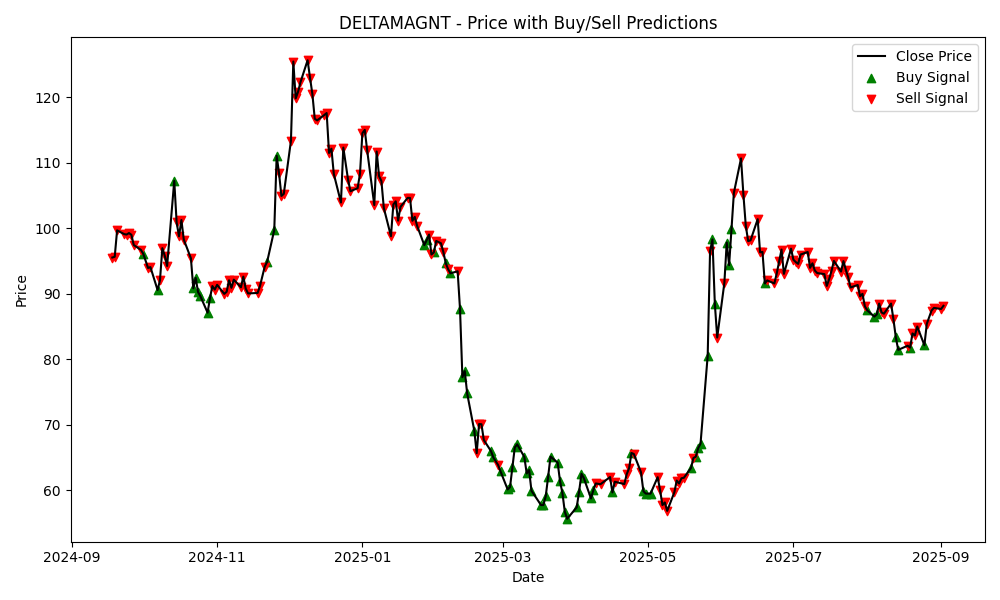 DELTAMAGNT - Price with Buy/Sell Predictions
Close Price
Buy Signal
Sell Signal
Price
120
110
100
90
80
70
60
2024-09
2024-11
2025-01
2025-03
2025-05
2025-07
2025-09
Date